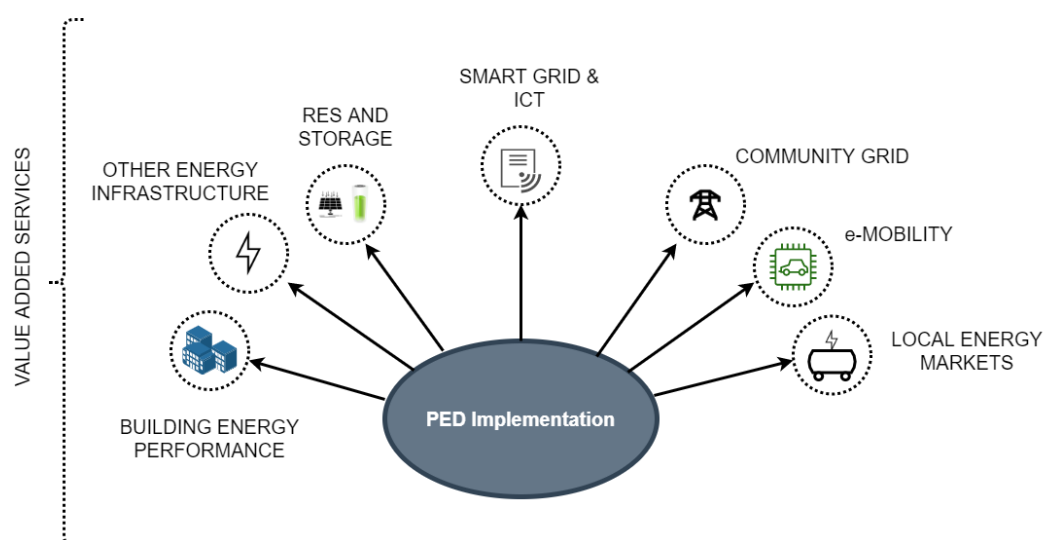 VALUE ADDED SERVICES
SMART GRID &
ICT
RES AND
STORAGE
OTHER ENERGY
INFRASTRUCTURE
COMMUNITY GRID
e-MOBILITY
LOCAL ENERGY
MARKETS
BUILDING ENERGY
PERFORMANCE
PED Implementation